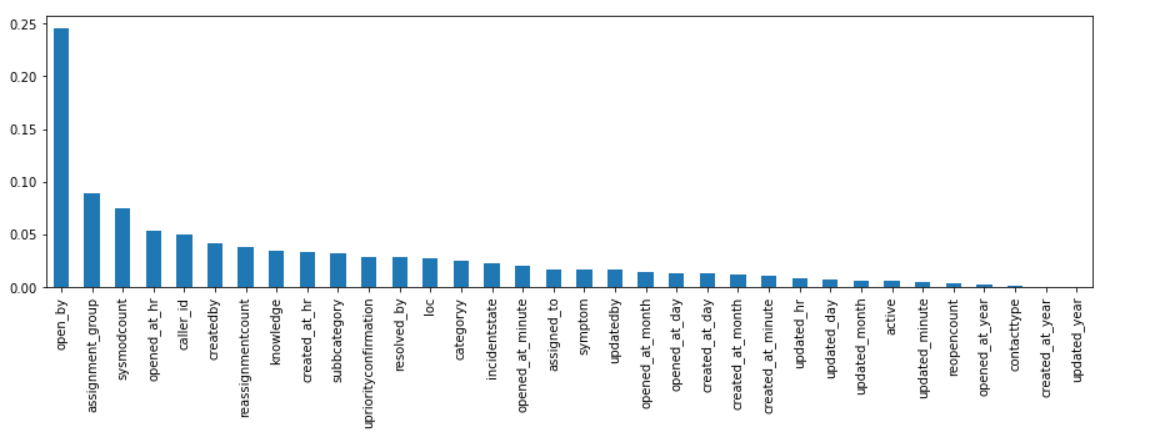 0.25
0.20
0.15
0.10
0.05
0.00
open_by
assignment_group
sysmodcount
opened_at_hr
caller_id
createdby
reassignmentcount
knowledge
created_at_hr
subbcategory
upriorityconfirmation
resolved_by
loc
categoryy
incidentstate
opened_at_minute
assigned_to
symptom
updatedby
opened_at_month
opened_at_day
created_at_day
created_at_month
created_at_minute
updated_hr
updated_day
updated_month
active
updated_minute
reopencount
opened_at_year
contacttype
created_at_year
updated_year